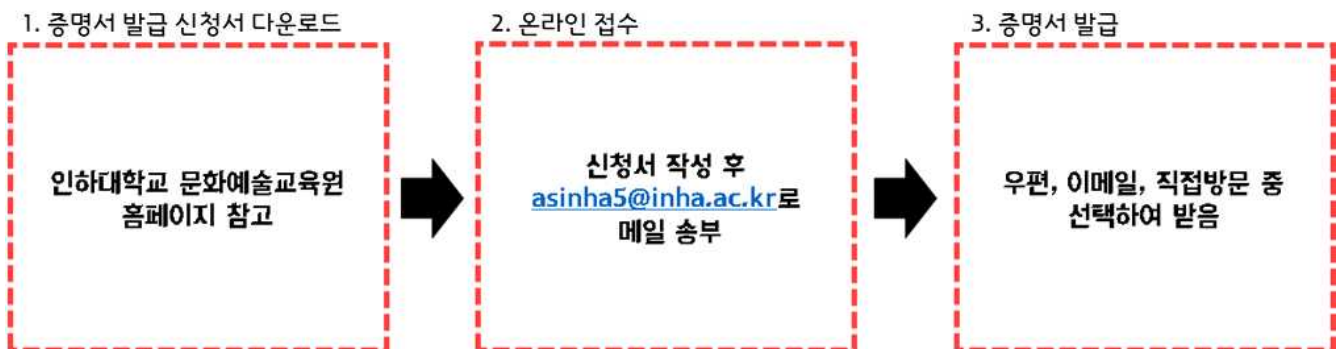 1. 증명서 발급 신청서 다운로드
인하대학교 문화예술교육원
홈페이지 참고
2. 온라인 접수
신청서 작성 후
asinha5@inha.ac.kr로
메일 송부
3. 증명서 발급
우편, 이메일, 직접방문 중
선택하여 받음